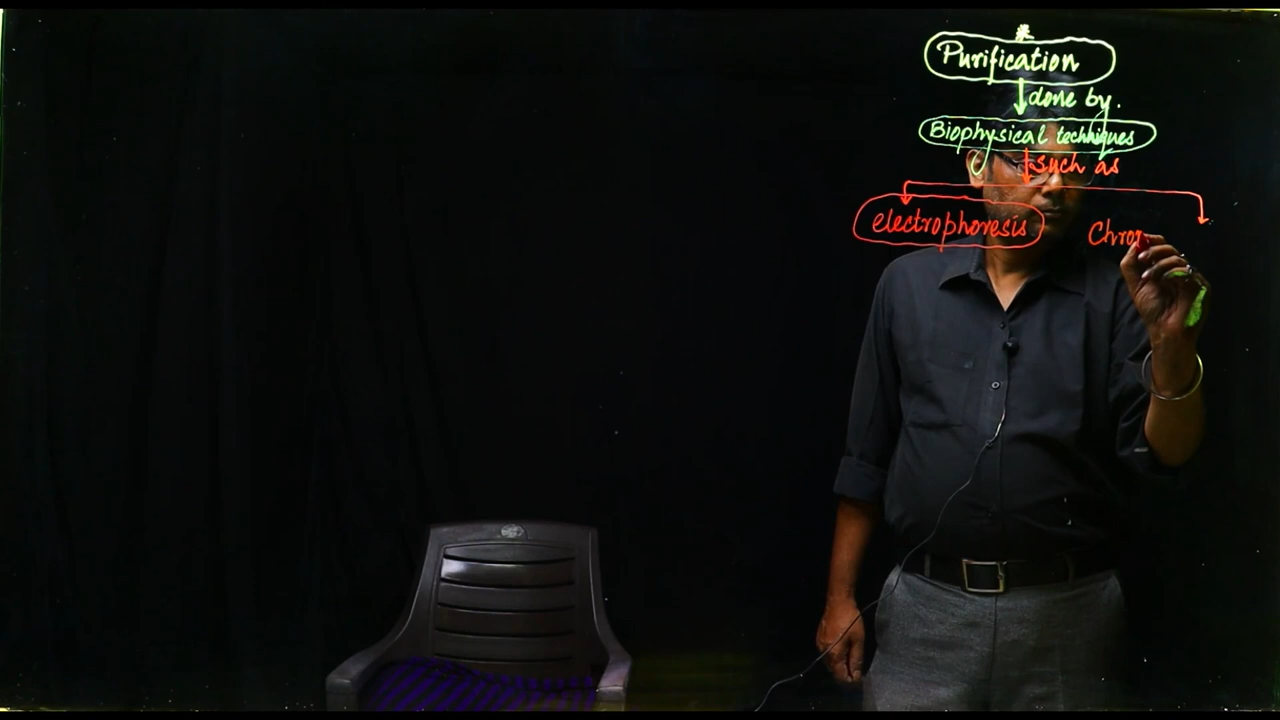 Purification
done by.
Biophysical techniques
such as
electrophoresis Chrom